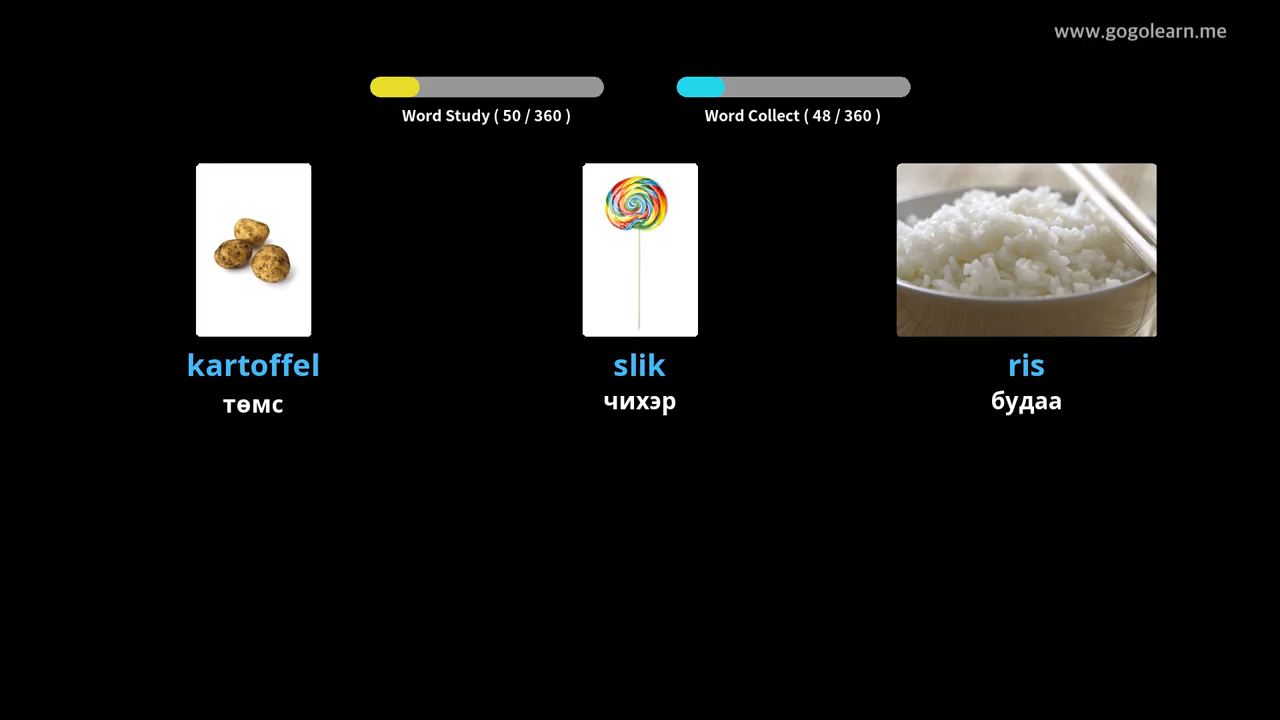 www.gogolearn.me
Word Study ( 50 / 360 )
Word Collect ( 48 / 360 )
kartoffel
төмс
slik
чихэр
ris
будаа